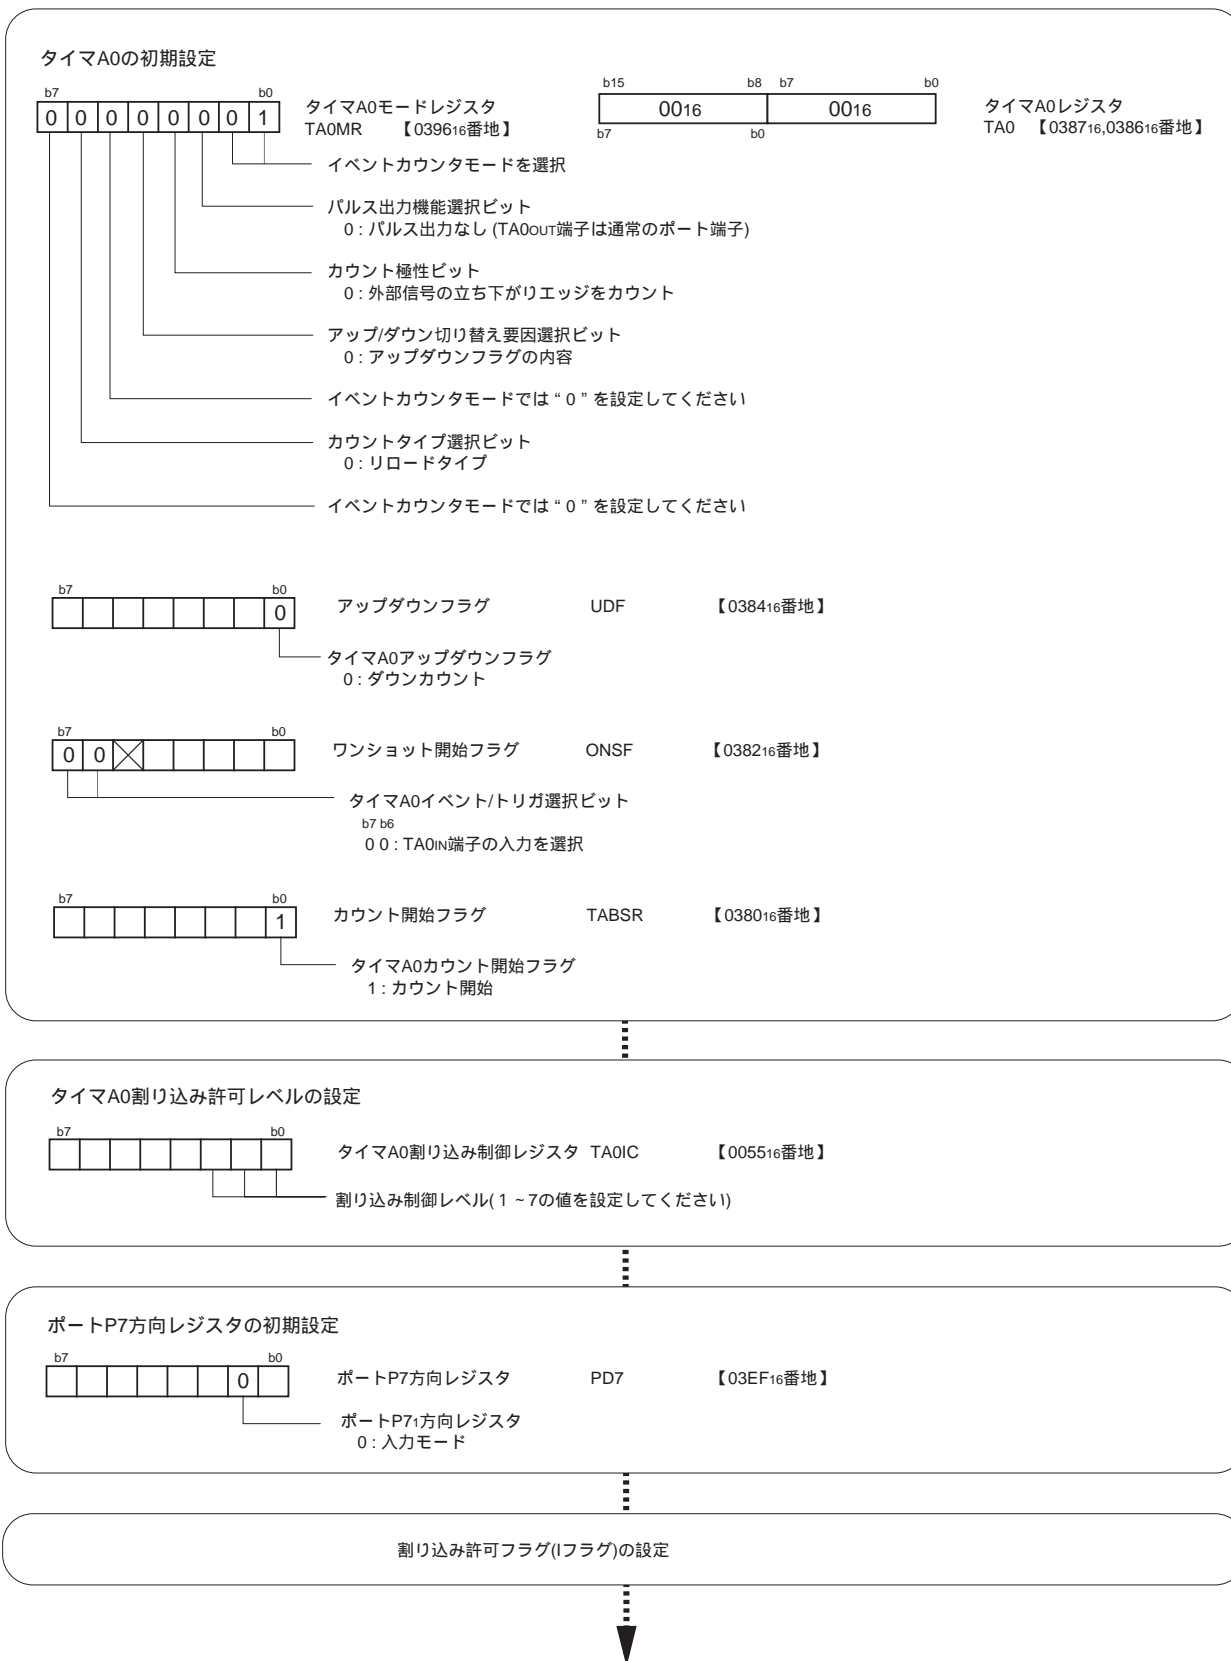 タイマA0の初期設定
b7 b0
0 0 0 0 0 0 0 1
タイマA0モードレジスタ
TA0MR 【039616番地】
b15 b8 b7 b0
0016 0016
b7 b0
タイマA0レジスタ
TA0 【038716,038616番地】
イベントカウンタモードを選択
パルス出力機能選択ビット
0 : パルス出力なし (TA0OUT端子は通常のポート端子)
カウント極性ビット
0 : 外部信号の立ち下がりエッジをカウント
アップ/ダウン切り替え要因選択ビット
0 : アップダウンフラグの内容
イベントカウンタモードでは “ 0 ” を設定してください
カウントタイプ選択ビット
0 : リロードタイプ
イベントカウンタモードでは “ 0 ” を設定してください
b7 b0
0
アップダウンフラグ UDF 【038416番地】
タイマA0アップダウンフラグ
0 : ダウンカウント
b7 b0
0 0
ワンショット開始フラグ ONSF 【038216番地】
タイマA0イベント/トリガ選択ビット
b7 b6
0 0 : TA0IN端子の入力を選択
b7 b0
1
カウント開始フラグ TABSR 【038016番地】
タイマA0カウント開始フラグ
1 : カウント開始
タイマA0割り込み許可レベルの設定
b7 b0
タイマA0割り込み制御レジスタ TA0IC 【005516番地】
割り込み制御レベル( 1 ~ 7の値を設定してください)
ポートP7方向レジスタの初期設定
b7 b0
0
ポートP7方向レジスタ PD7 【03EF16番地】
ポートP71方向レジスタ
0 : 入力モード
割り込み許可フラグ(Iフラグ)の設定